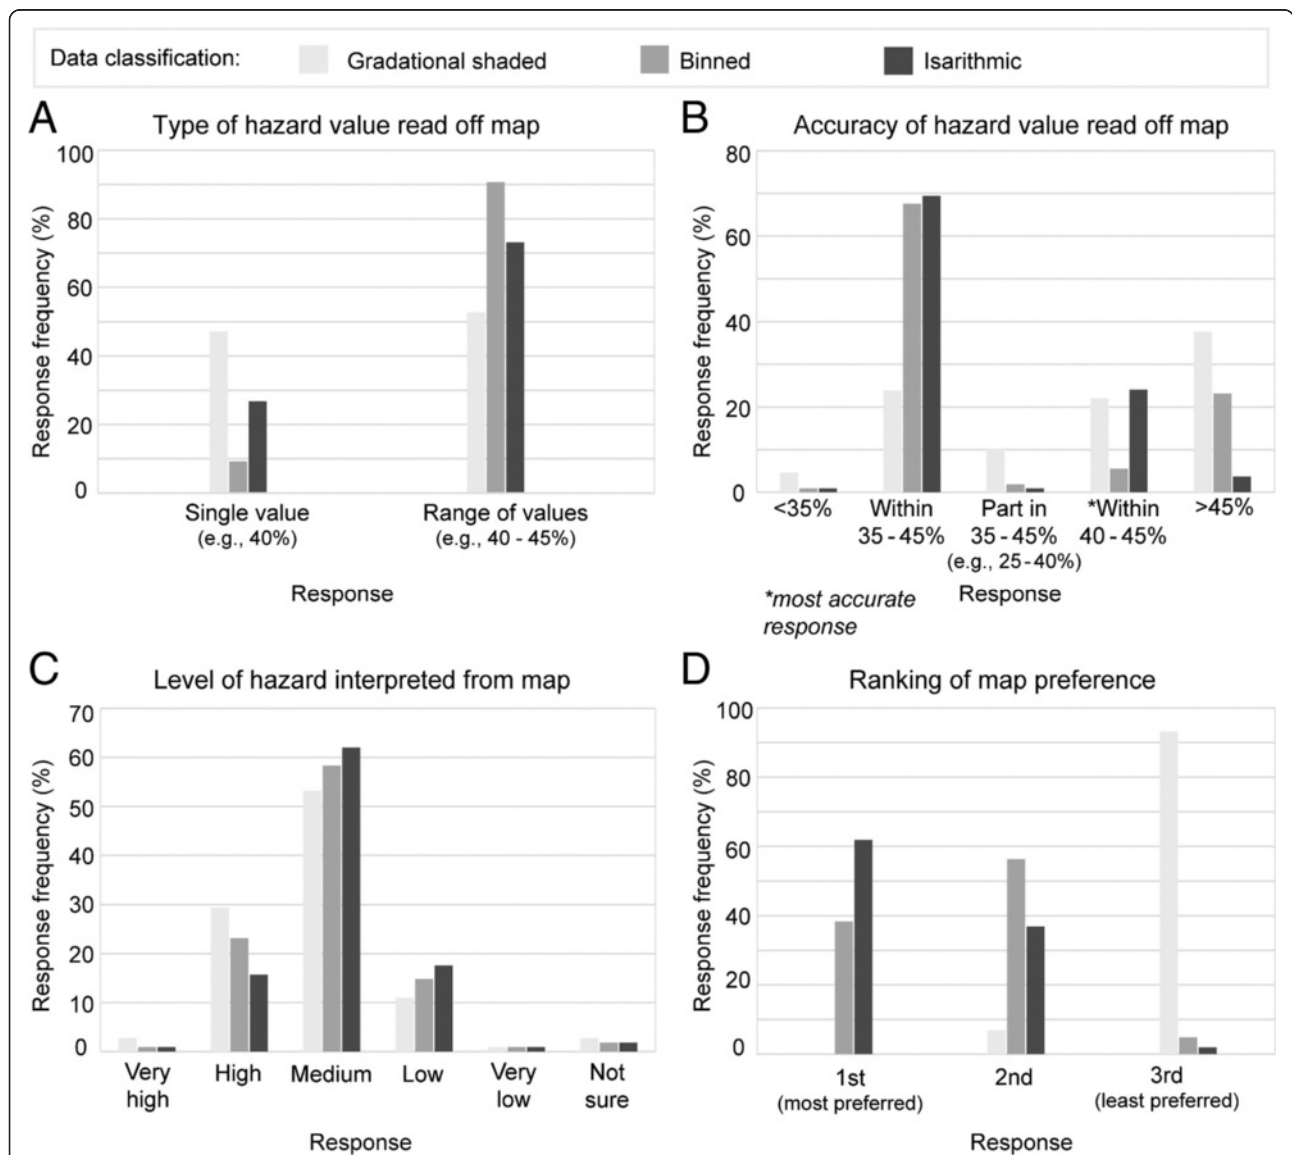 Data classification: Gradational shaded Binned Isarithmic
A
Type of hazard value read off map
Response frequency (%)
100
80
60
40
20
0
Single value
(e.g., 40%)
Range of values
(e.g., 40 - 45%)
Response
B
Accuracy of hazard value read off map
Response frequency (%)
80
60
40
20
0
<35%
Within
35 - 45%
Part in
35 - 45%
(e.g., 25 - 40%)
*Within
40 - 45%
>45%
*most accurate
response
Response
C
Level of hazard interpreted from map
Response frequency (%)
70
60
50
40
30
20
10
0
Very
high
High
Medium
Low
Very
low
Not
sure
Response
D
Ranking of map preference
Response frequency (%)
100
80
60
40
20
0
1st
(most preferred)
2nd
3rd
(least preferred)
Response